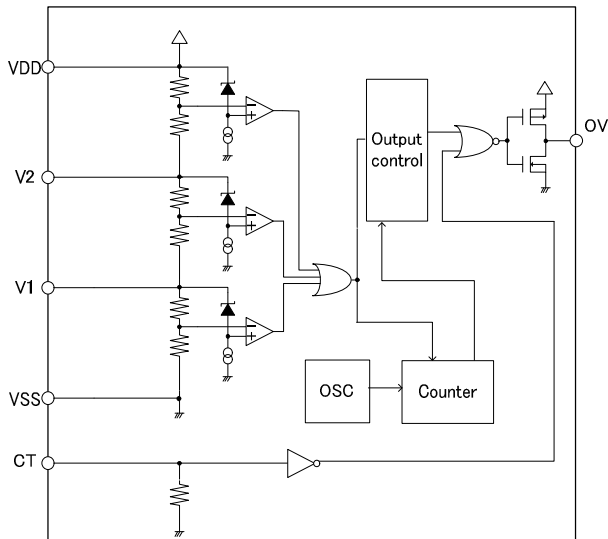 VDD
OV
Output
control
V2
V1
OSC
Counter
VSS
CT